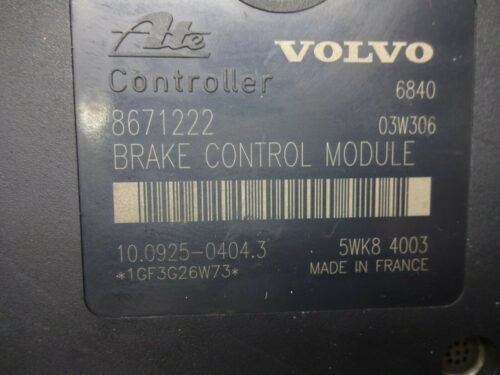 Ate VOLVO
Controller 6840
8671222 03W306
BRAKE CONTROL MODULE
10.0925-0404.3 5WK8 4003
*1GF3G26W73* MADE IN FRANCE